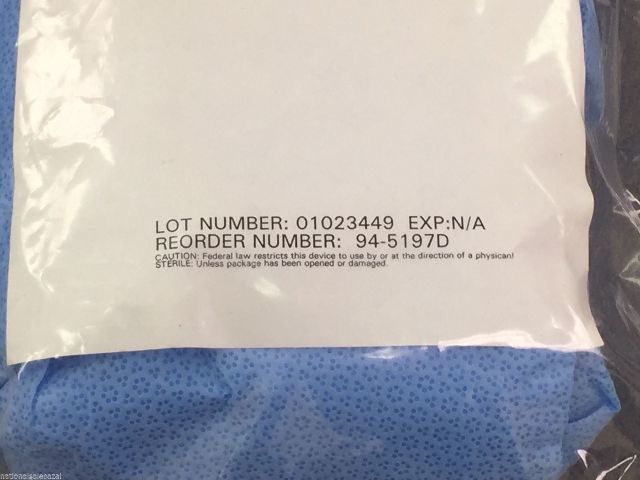 LOT NUMBER: 01023449 EXP:N/A
REORDER NUMBER: 94-5197D
CAUTION: Federal law restricts this device to use by or at the direction of a physican!
STERILE: Unless package has been opened or damaged.
nationalsalebazal